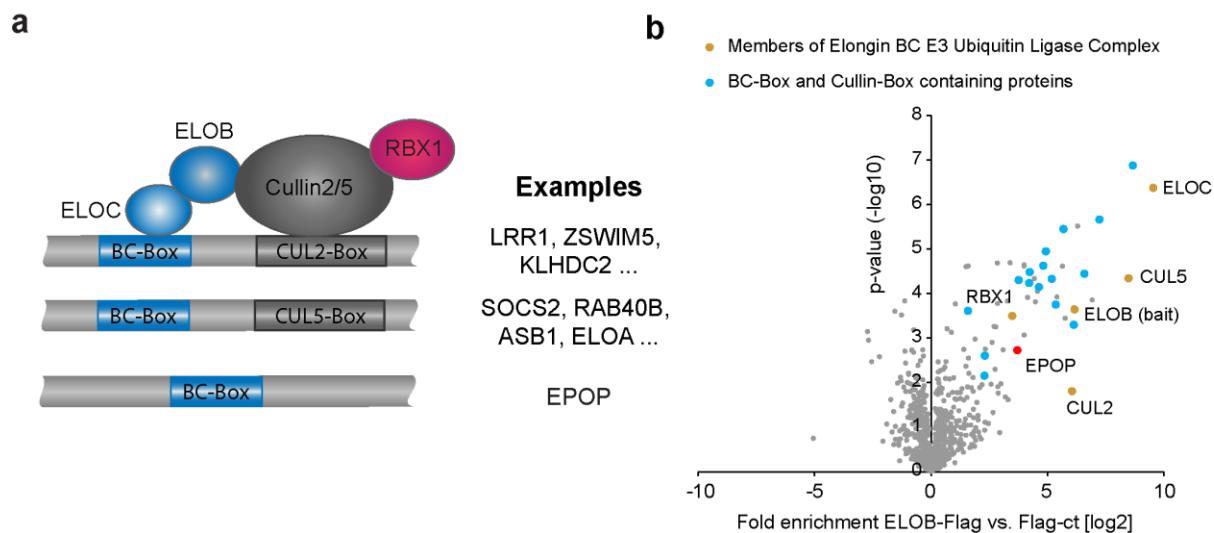 a
ELOB
RBX1
Cullin2/5
ELOC
BC-Box
CUL2-Box
BC-Box
CUL5-Box
BC-Box
Examples
LRR1, ZSWIM5,
KLHDC2 ...
SOCS2, RAB40B,
ASB1, ELOA ...
EPOP
b
Members of Elongin BC E3 Ubiquitin Ligase Complex
BC-Box and Cullin-Box containing proteins
8
7
6
5
4
3
2
1
0
p-value (-log10)
ELOC
CUL5
RBX1
ELOB (bait)
EPOP
CUL2
-10
-5
0
5
10
Fold enrichment ELOB-Flag vs. Flag-ct [log2]